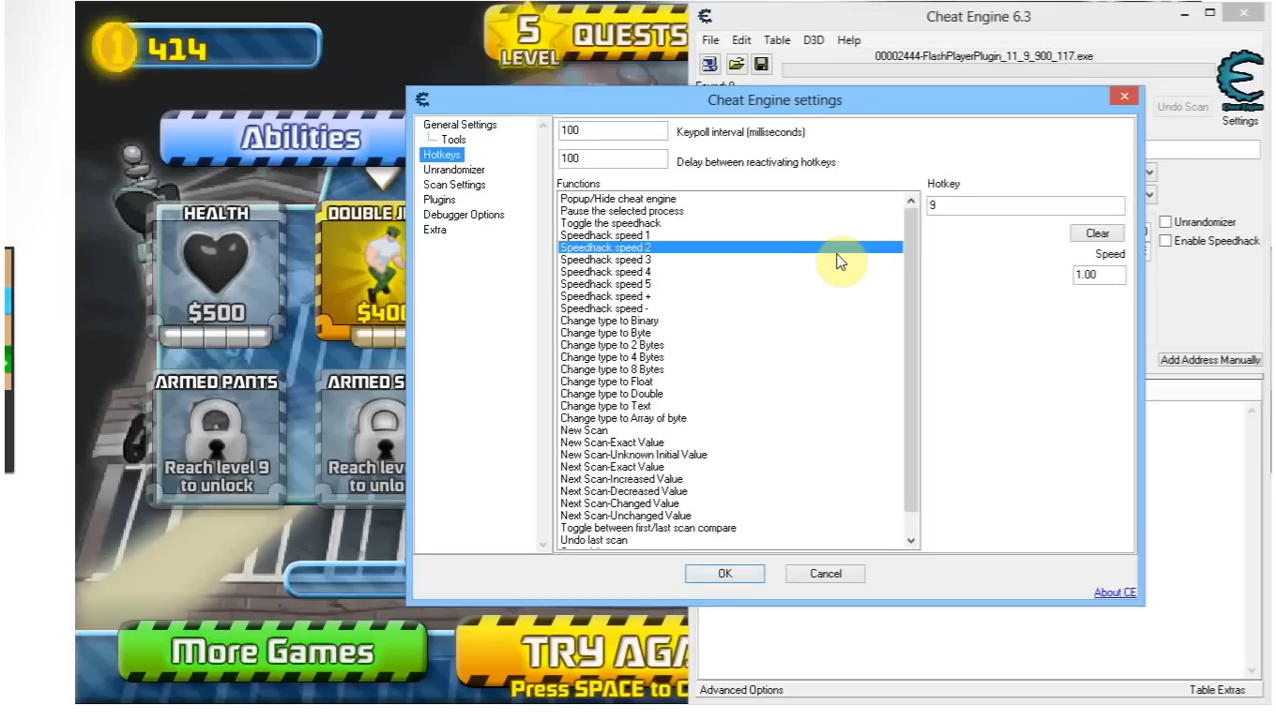 414
5
LEVEL
QUESTS
Abilities
HEALTH
$500
DOUBLE J
$400
ARMED PANTS
Reach level 9
to unlock
ARMED S
Reach lev
to unlo
More Games
TRY AGA
Press SPACE to C
Cheat Engine 6.3
File Edit Table D3D Help
00002444-FlashPlayerPlugin_11_9_900_117.exe
Undo Scan
Settings
Unrandomizer
Enable Speedhack
Add Address Manually
Advanced Options
Table Extras
Cheat Engine settings
General Settings
Tools
Hotkeys
Unrandomizer
Scan Settings
Plugins
Debugger Options
Extra
100 Keypoll interval (milliseconds)
100 Delay between reactivating hotkeys
Functions
Popup/Hide cheat engine
Pause the selected process
Toggle the speedhack
Speedhack speed 1
Speedhack speed 2
Speedhack speed 3
Speedhack speed 4
Speedhack speed 5
Speedhack speed +
Speedhack speed -
Change type to Binary
Change type to Byte
Change type to 2 Bytes
Change type to 4 Bytes
Change type to 8 Bytes
Change type to Float
Change type to Double
Change type to Text
Change type to Array of byte
New Scan
New Scan-Exact Value
New Scan-Unknown Initial Value
Next Scan-Exact Value
Next Scan-Increased Value
Next Scan-Decreased Value
Next Scan-Changed Value
Next Scan-Unchanged Value
Toggle between first/last scan compare
Undo last scan
Hotkey
9
Clear
Speed
1.00
OK
Cancel
About CE